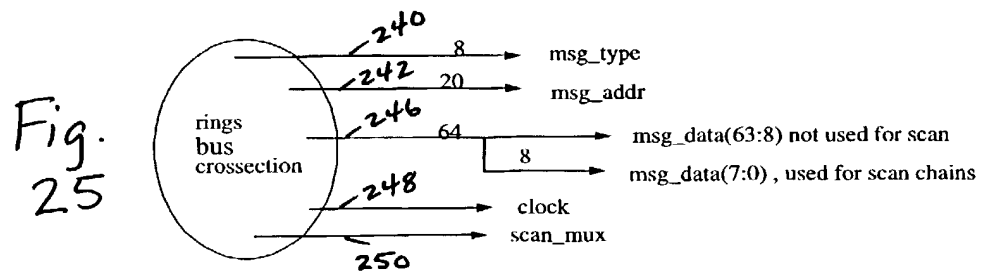 Fig. 25
rings
bus
crossection
240
8
msg_type
242
20
msg_addr
246
64
msg_data(63:8) not used for scan
8
msg_data(7:0) , used for scan chains
248
clock
scan_mux
250